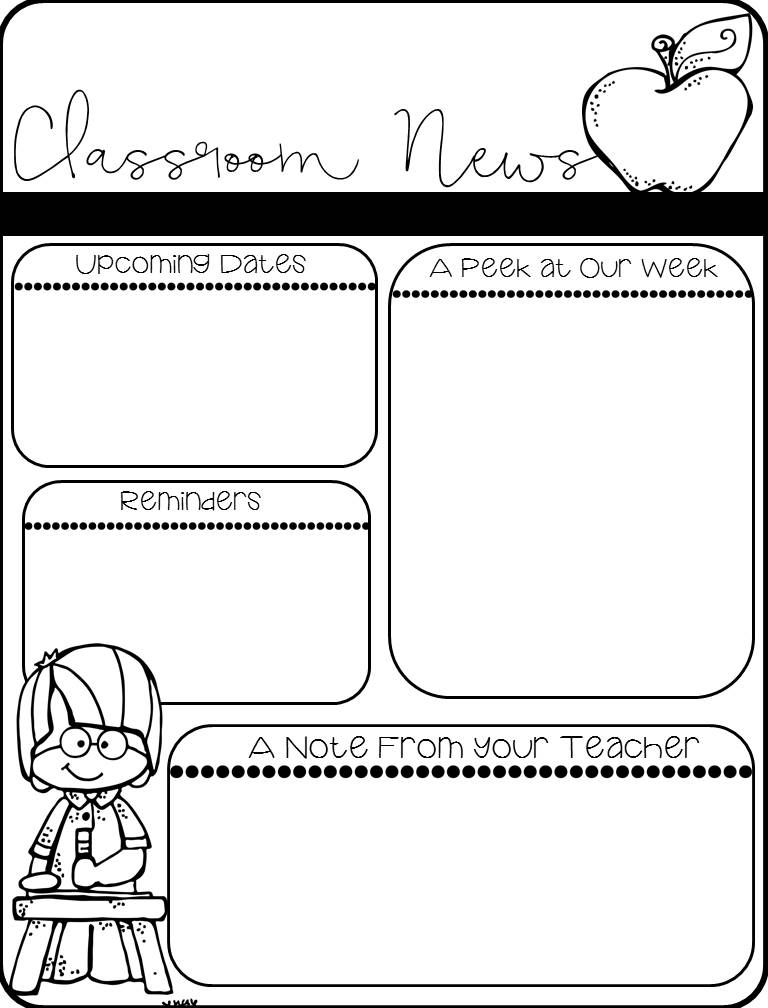 Classroom News
Upcoming Dates
A Peek at Our Week
Reminders
A Note From your Teacher